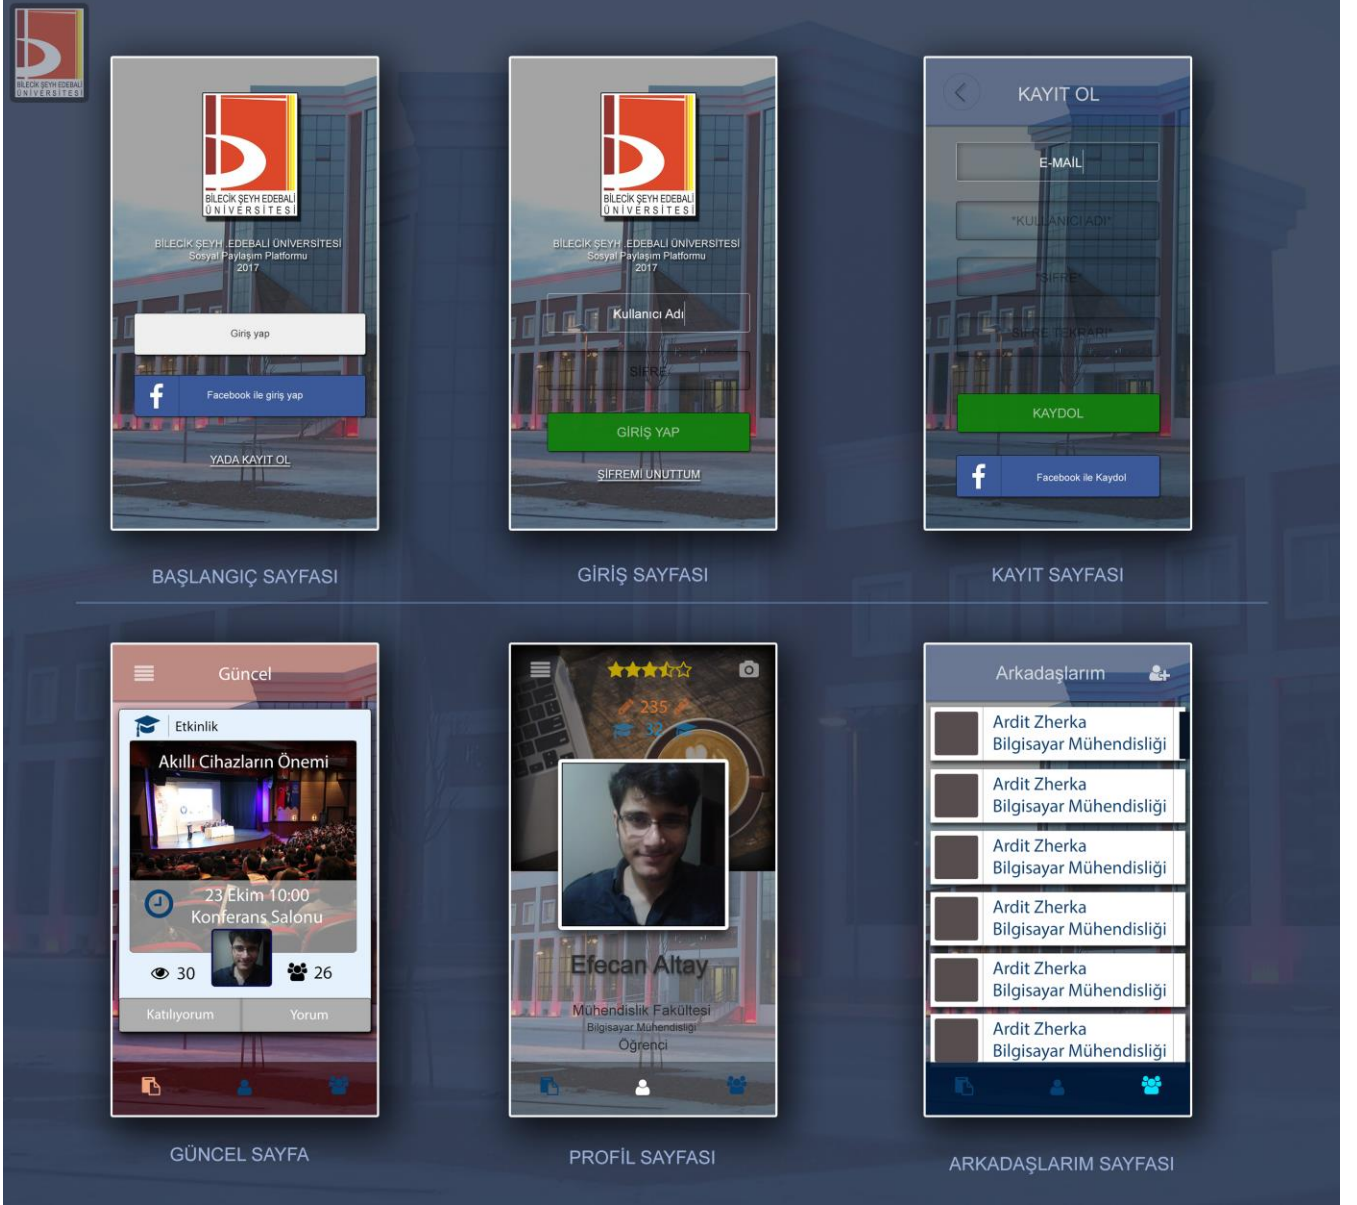 BİLECİK ŞEYH EDEBALİ
ÜNİVERSİTESİ
BİLECİK ŞEYH EDEBALİ
ÜNİVERSİTESİ
BİLECİK ŞEYH .EDEBALİ ÜNİVERSİTESİ
Sosyal Paylaşım Platformu
2017
Giriş yap
Facebook ile giriş yap
YADA KAYIT OL
BAŞLANGIÇ SAYFASI
BİLECİK ŞEYH EDEBALİ
ÜNİVERSİTESİ
BİLECİK ŞEYH .EDEBALİ ÜNİVERSİTESİ
Sosyal Paylaşım Platformu
2017
Kullanıcı Adı
SİFRE
GİRİŞ YAP
ŞİFREMİ UNUTTUM
GİRİŞ SAYFASI
KAYIT OL
E-MAİL
*KULLANICI ADI*
*SİFRE*
*SİFRE TEKRARI*
KAYDOL
Facebook ile Kaydol
KAYIT SAYFASI
Güncel
Etkinlik
Akıllı Cihazların Önemi
23 Ekim 10:00
Konferans Salonu
30
26
Katılıyorum
Yorum
GÜNCEL SAYFA
235
32
Efecan Altay
Mühendislik Fakültesi
Bilgisayar Mühendisliği
Öğrenci
PROFİL SAYFASI
Arkadaşlarım
Ardit Zherka
Bilgisayar Mühendisliği
Ardit Zherka
Bilgisayar Mühendisliği
Ardit Zherka
Bilgisayar Mühendisliği
Ardit Zherka
Bilgisayar Mühendisliği
Ardit Zherka
Bilgisayar Mühendisliği
Ardit Zherka
Bilgisayar Mühendisliği
ARKADAŞLARIM SAYFASI